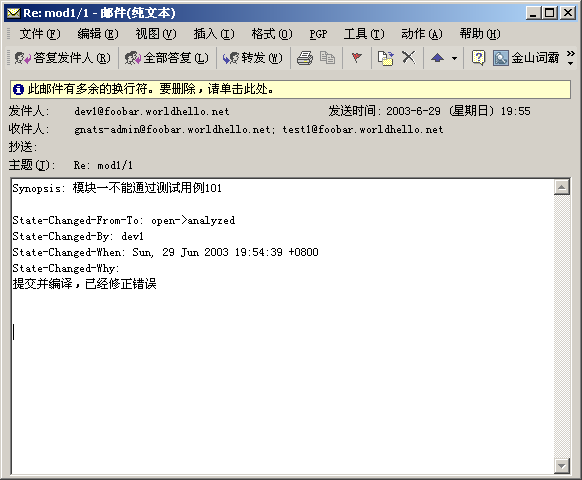 Re: mod1/1 - 邮件(纯文本)
文件(F) 编辑(E) 视图(V) 插入(I) 格式(O) PGP 工具(T) 动作(A) 帮助(H)
答复发件人(R) 全部答复(L) 转发(W) 金山词霸 »
此邮件有多余的换行符。要删除，请单击此处。
发件人: dev1@foobar.worldhello.net 发送时间: 2003-6-29 (星期日) 19:55
收件人: gnats-admin@foobar.worldhello.net; test1@foobar.worldhello.net
抄送:
主题(J): Re: mod1/1
Synopsis: 模块一不能通过测试用例101
State-Changed-From-To: open->analyzed
State-Changed-By: dev1
State-Changed-When: Sun, 29 Jun 2003 19:54:39 +0800
State-Changed-Why:
提交并编译，已经修正错误